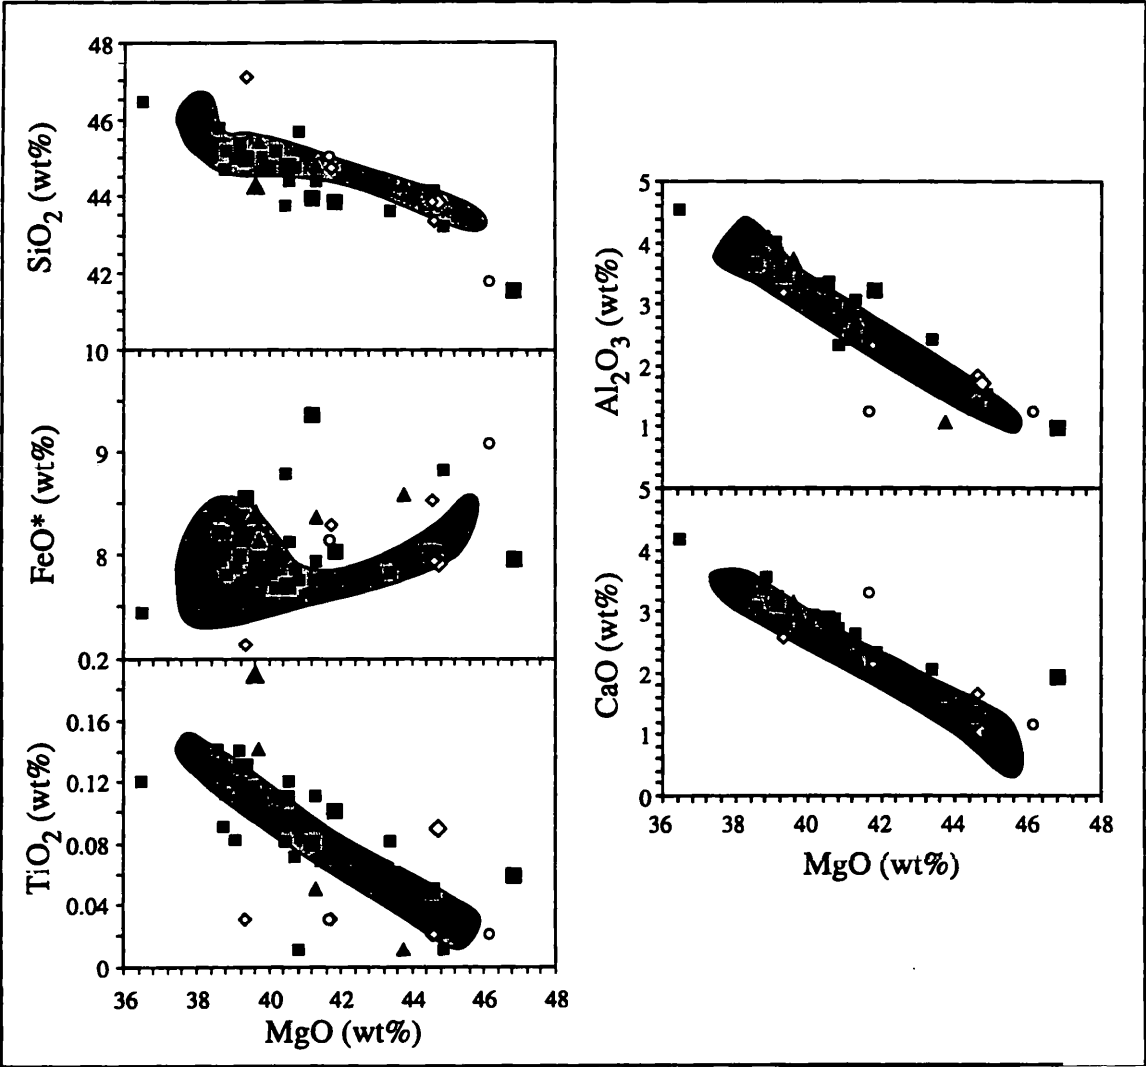 48
46
44
42
10
SiO2 (wt%)
9
8
0.2
FeO* (wt%)
0.16
0.12
0.08
0.04
0
TiO2 (wt%)
36 38 40 42 44 46 48
MgO (wt%)
5
4
3
2
1
5
Al2O3 (wt%)
4
3
2
1
0
CaO (wt%)
36 38 40 42 44 46 48
MgO (wt%)